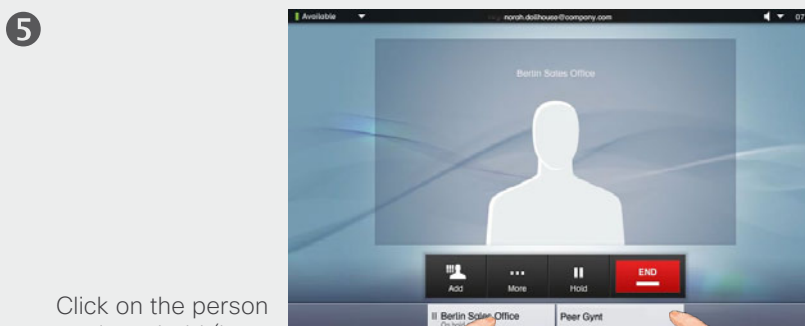 5
Available
norah.dollhouse@company.com
07
Berlin Sales Office
Add
More
Hold
END
Berlin Sales Office
On hold
Peer Gynt
Click on the person